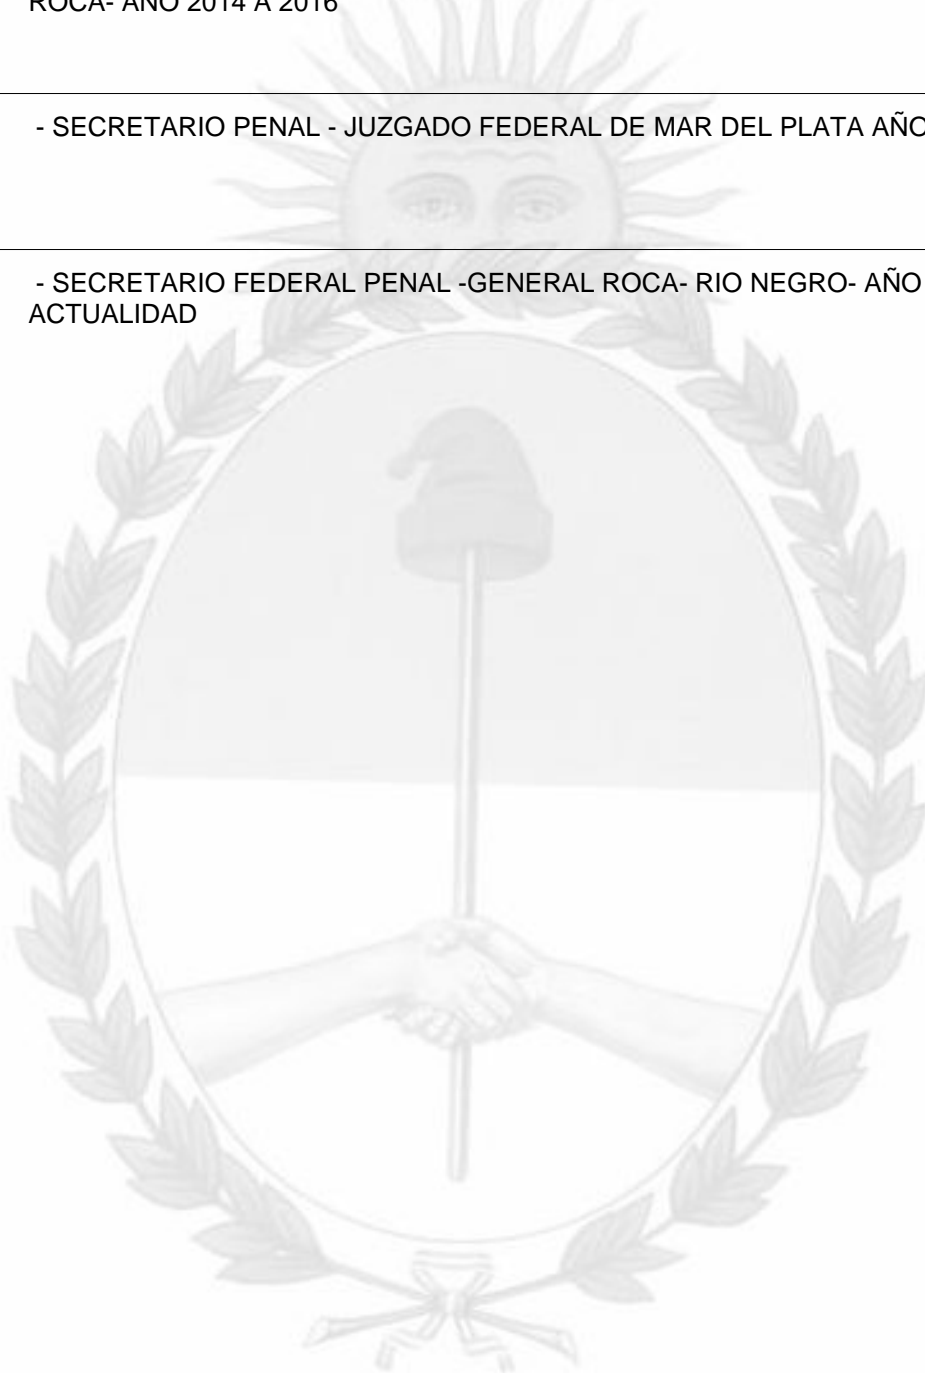 ROCA- AÑO 2014 A 2016
- SECRETARIO PENAL - JUZGADO FEDERAL DE MAR DEL PLATA AÑO
- SECRETARIO FEDERAL PENAL -GENERAL ROCA- RIO NEGRO- AÑO
ACTUALIDAD